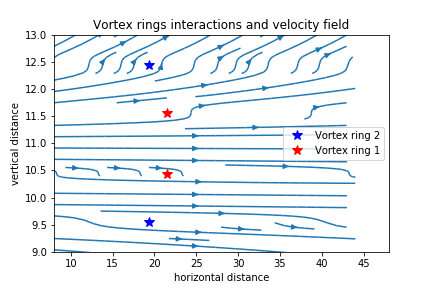 Vortex rings interactions and velocity field
vertical distance
13.0
12.5
12.0
11.5
11.0
10.5
10.0
9.5
9.0
Vortex ring 2
Vortex ring 1
10 15 20 25 30 35 40 45
horizontal distance